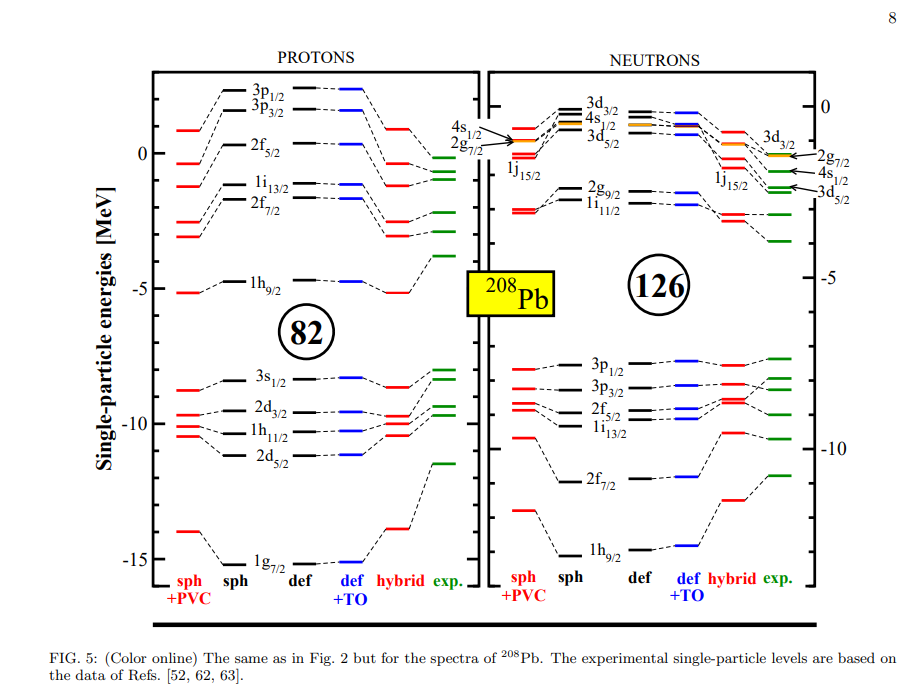 8
PROTONS
NEUTRONS
Single-particle energies [MeV]
0
-5
-10
-15
3p1/2
3p3/2
2f5/2
1i13/2
2f7/2
1h9/2
82
3s1/2
2d3/2
1h11/2
2d5/2
1g7/2
sph
+PVC
sph
def
def
+TO
hybrid
exp.
208Pb
4s1/2
2g7/2
1j15/2
3d3/2
4s1/2
3d5/2
2g9/2
1i11/2
1j15/2
3d3/2
2g7/2
4s1/2
3d5/2
126
3p1/2
3p3/2
2f5/2
1i13/2
2f7/2
1h9/2
0
-5
-10
sph
+PVC
sph
def
def
+TO
hybrid
exp.
FIG. 5: (Color online) The same as in Fig. 2 but for the spectra of 208Pb. The experimental single-particle levels are based on
the data of Refs. [52, 62, 63].